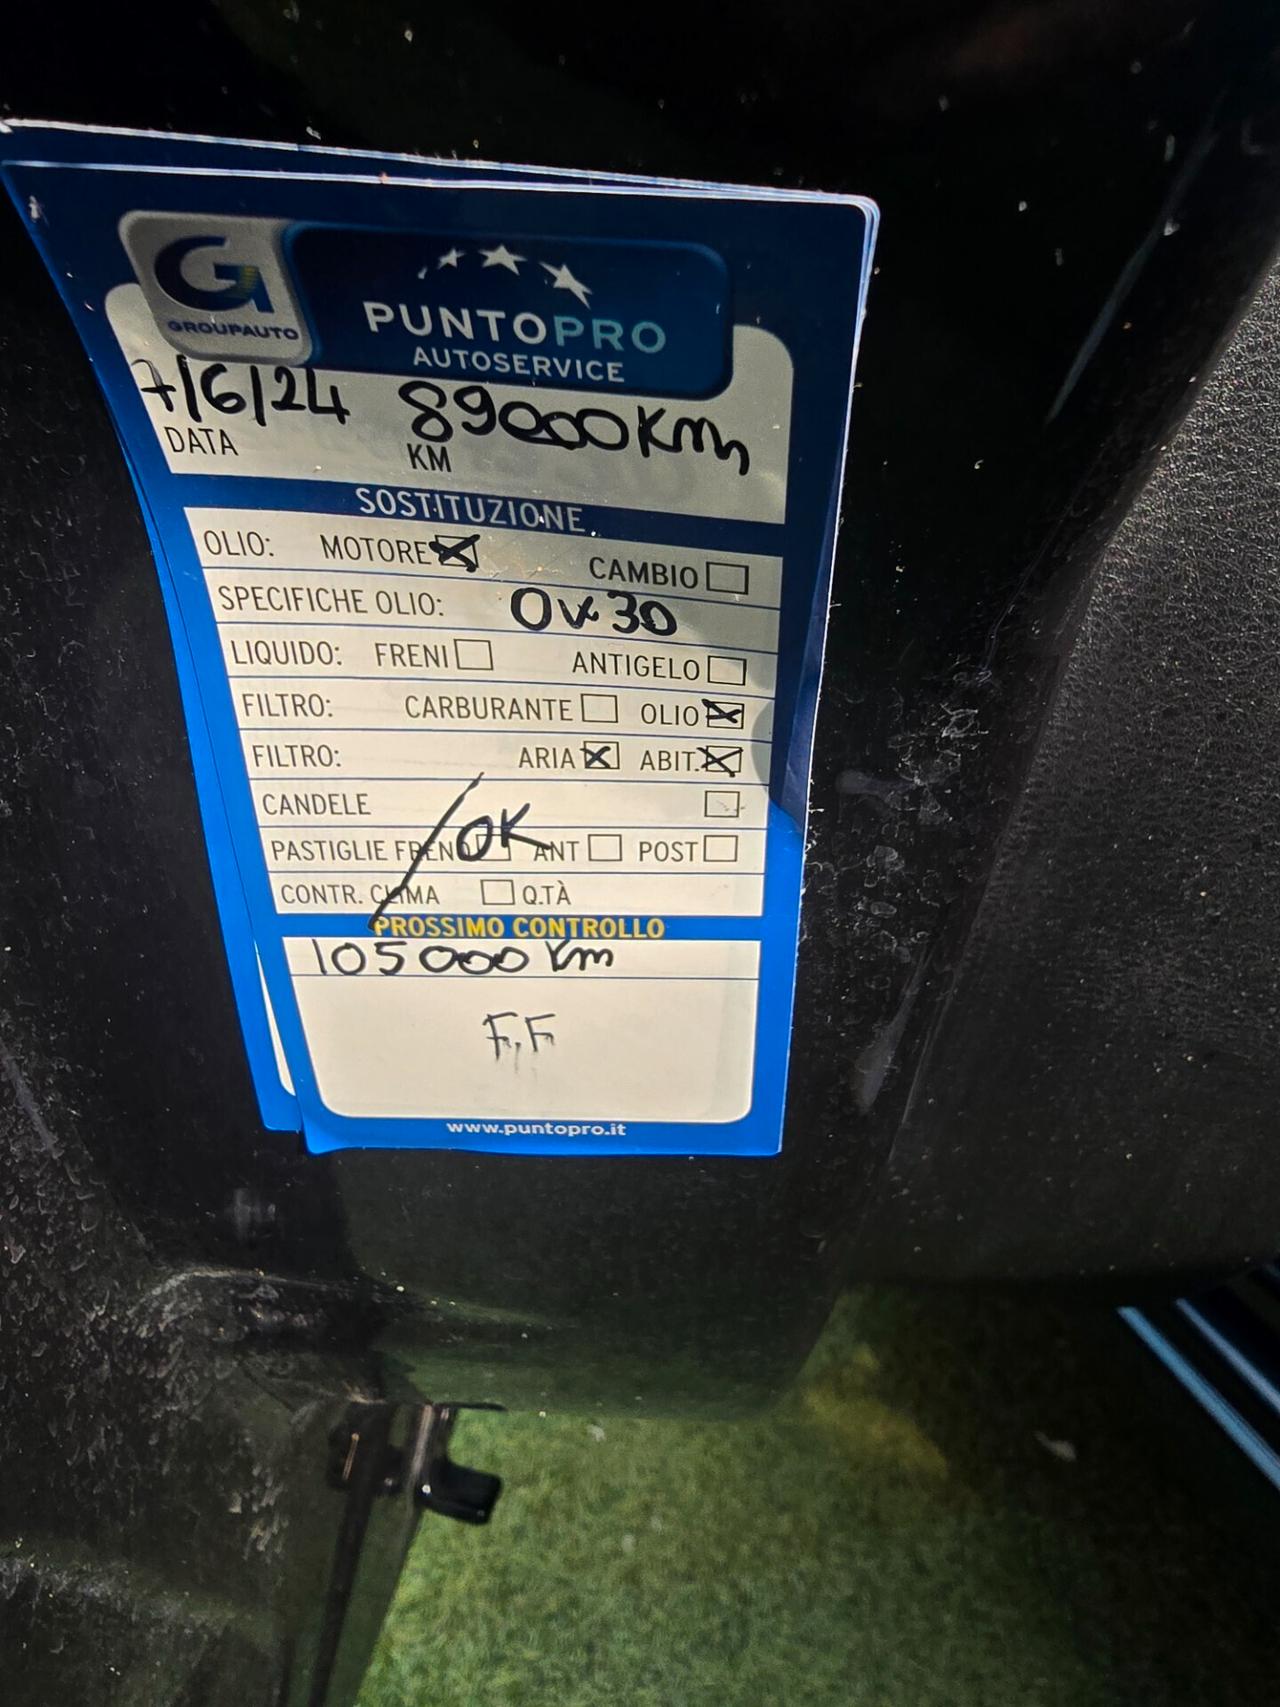 G
GROUPAUTO
PUNTOPRO
AUTOSERVICE
7/6/24 89000 Km
DATA KM
SOSTITUZIONE
OLIO: MOTORE CAMBIO
SPECIFICHE OLIO: 0W30
LIQUIDO: FRENI ANTIGELO
FILTRO: CARBURANTE OLIO
FILTRO: ARIA ABIT.
CANDELE
OK
PASTIGLIE FRENO ANT POST
CONTR. CLIMA Q.TÀ
PROSSIMO CONTROLLO
105000 Km
F.F
www.puntopro.it